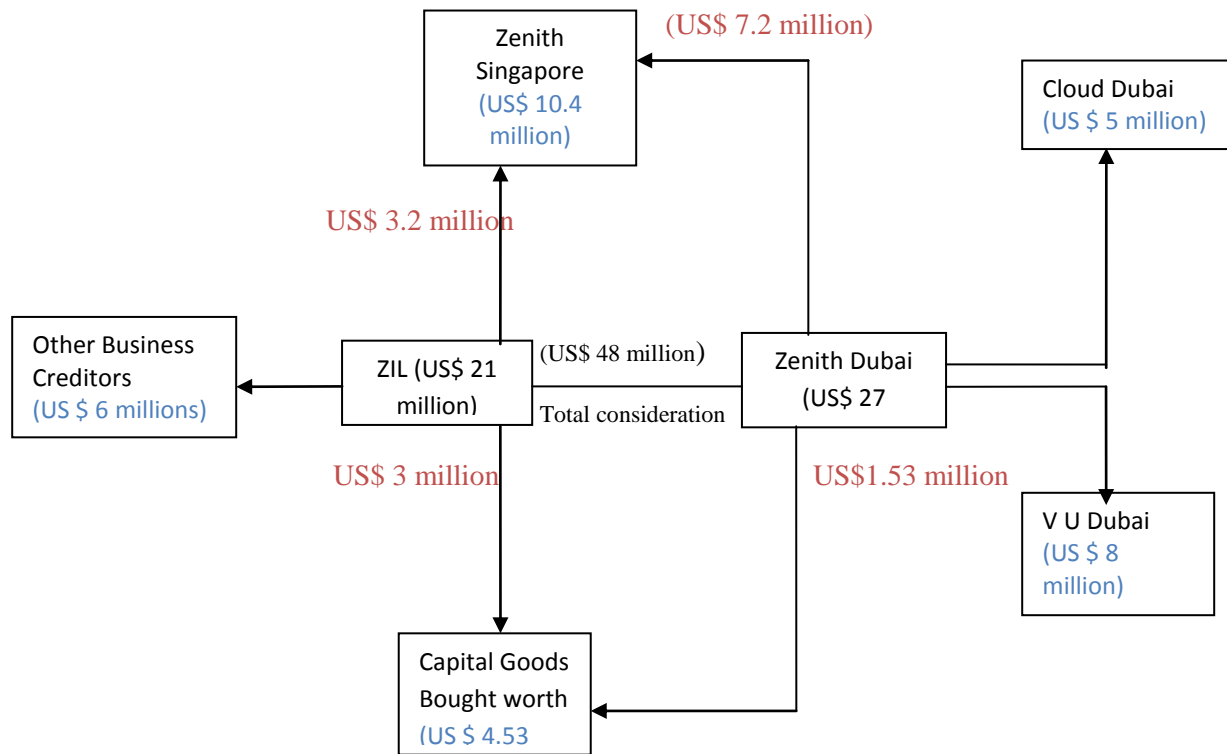 (US$ 7.2 million)
Zenith
Singapore
(US$ 10.4
million)
Cloud Dubai
(US $ 5 million)
US$ 3.2 million
Other Business
Creditors
(US $ 6 millions)
ZIL (US$ 21
million)
(US$ 48 million)
Total consideration
Zenith Dubai
(US$ 27
US$ 3 million
US$1.53 million
V U Dubai
(US $ 8
million)
Capital Goods
Bought worth
(US $ 4.53